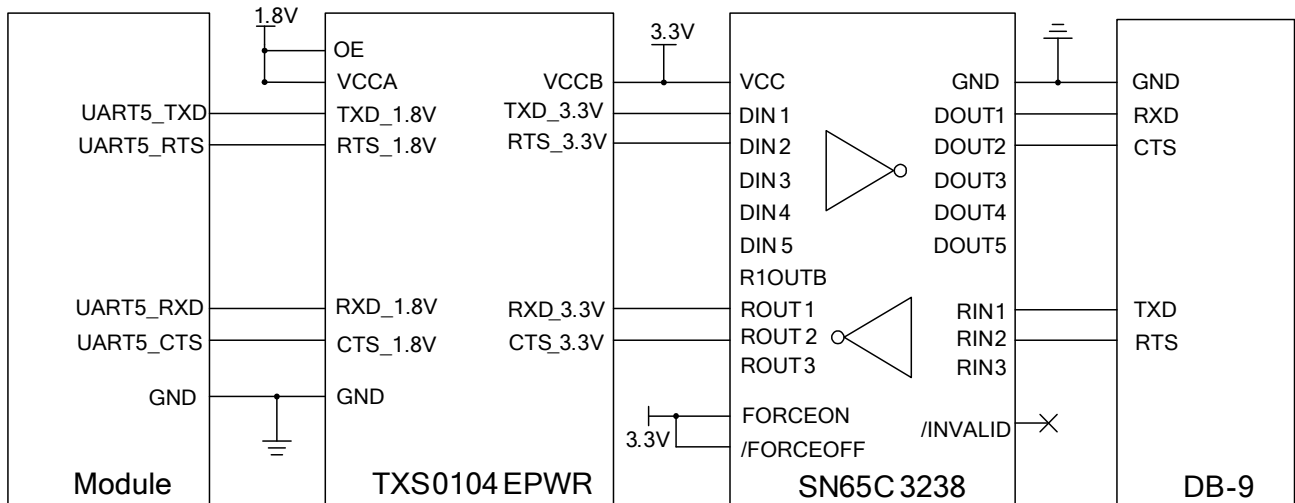 1.8V
OE
VCCA
TXD_1.8V
RTS_1.8V
RXD_1.8V
CTS_1.8V
GND
UART5_TXD
UART5_RTS
UART5_RXD
UART5_CTS
GND
Module
VCCB
TXD_3.3V
RTS_3.3V
RXD_3.3V
CTS_3.3V
TXS0104EPWR
3.3V
VCC
DIN1
DIN2
DIN3
DIN4
DIN5
R1OUTB
ROUT1
ROUT2
ROUT3
FORCEON
/FORCEOFF
3.3V
GND
DOUT1
DOUT2
DOUT3
DOUT4
DOUT5
RIN1
RIN2
RIN3
/INVALID
SN65C3238
GND
RXD
CTS
TXD
RTS
DB-9